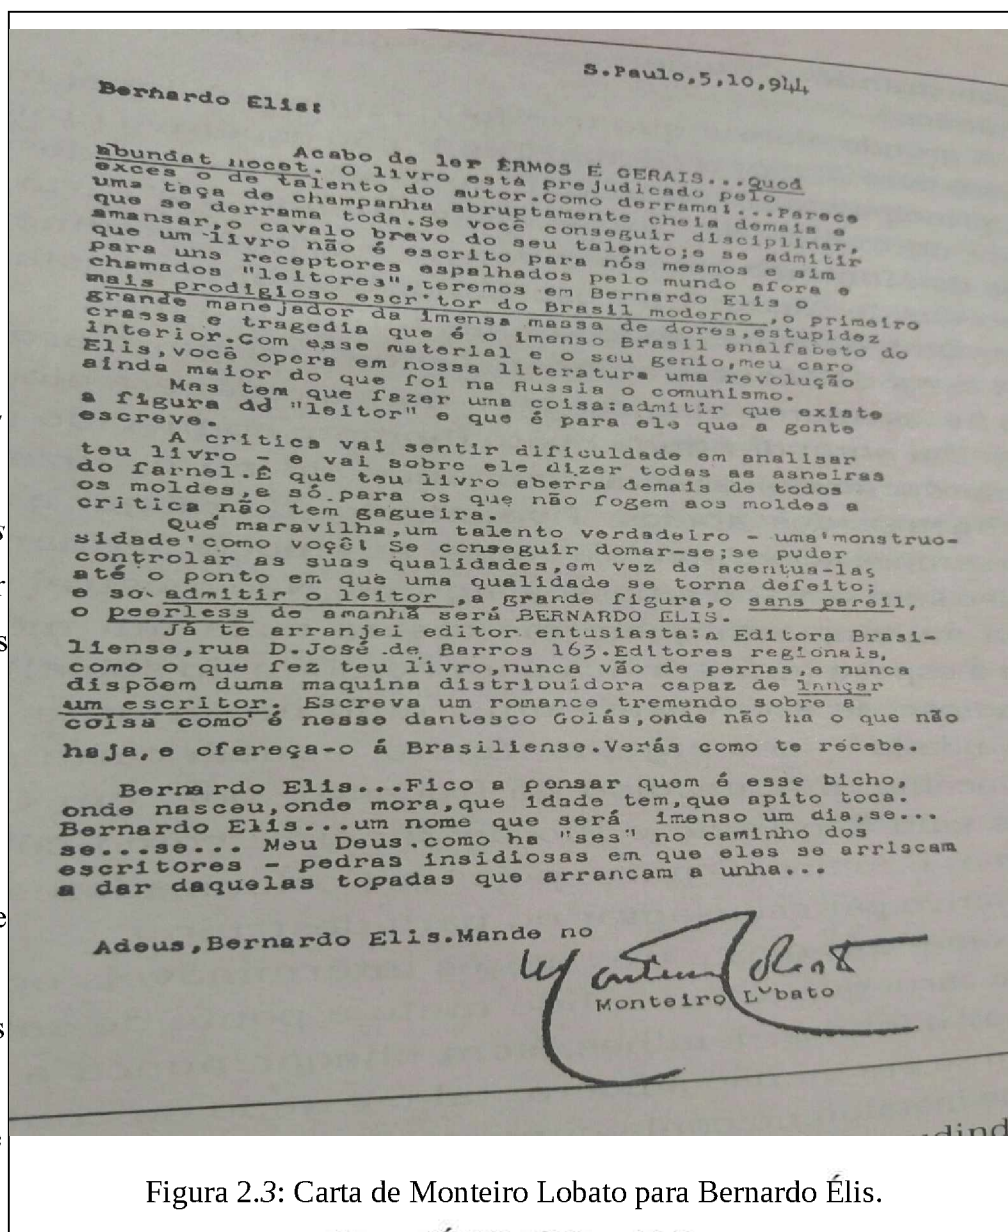 S.Paulo,5,10,944
Bernardo Elis:
Acabo de ler ERMOS E GERAIS...Quod
abundat nocet. O livro está prejudicado pelo
exces o de talento do autor.Como derrama!...Parece
uma taça de champanha abruptamente cheia demais e
que se derrama toda.Se você conseguir disciplinar,
amansar,o cavalo bravo do seu talento;e se admitir
que um livro não é escrito para nós mesmos e sim
para uns receptores espalhados pelo mundo afora e
chamados "leitores",teremos em Bernardo Elis o
mais prodigioso escr tor do Brasil moderno ,o primeiro
grande manejador da imensa massa de dores,estupidez
crassa e tragedia que é o imenso Brasil analfabeto do
interior.Com esse material e o seu genio,meu caro
Elis,você opera em nossa literatura uma revolução
ainda maior do que foi na Russia o comunismo.
Mas tem que fazer uma coisa:admitir que existe
a figura dd "leitor" e que é para ele que a gente
escreve.
A critica vai sentir dificuldade em analisar
teu livro - e vai sobre ele dizer todas as asneiras
do farnel.É que teu livro aberra demais de todos
os moldes,e só para os que não fogem aos moldes a
critica não tem gagueira.
Que maravilha,um talento verdadeiro - uma monstruo-
sidade como você! Se conseguir domar-se;se puder
controlar as suas qualidades,em vez de acentua-las
até o ponto em que uma qualidade se torna defeito;
e se admitir o leitor ,a grande figura,o sans pareil,
o peerless de amanhã será BERNARDO ELIS.
Já te arranjei editor entusiasta:a Editora Brasi-
liense,rua D.José de Barros 163.Editores regionais,
como o que fez teu livro,nunca vão de pernas,e nunca
dispõem duma maquina distribuidora capaz de lançar
um escritor. Escreva um romance tremendo sobre a
coisa como é nesse dantesco Goiás,onde não ha o que não
haja,e ofereça-o á Brasiliense.Verás como te recebe.
Bernardo Elis...Fico a pensar quem é esse bicho,
onde nasceu,onde mora,que idade tem,que apito toca.
Bernardo Elis...um nome que será imenso um dia,se...
se...se... Meu Deus.como ha "ses" no caminho dos
escritores - pedras insidiosas em que eles se arriscam
a dar daquelas topadas que arrancam a unha...
Adeus,Bernardo Elis.Mande no
Monteiro Lobato
Monteiro Lobato
Figura 2.3: Carta de Monteiro Lobato para Bernardo Élis.